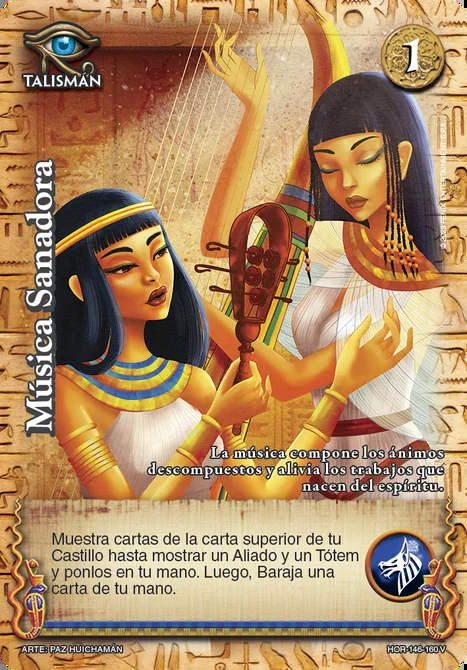 TALISMÁN
1
Música Sanadora
La música compone los ánimos
descompuestos y alivia los trabajos que
nacen del espíritu.
Muestra cartas de la carta superior de tu
Castillo hasta mostrar un Aliado y un Tótem
y ponlos en tu mano. Luego, Baraja una
carta de tu mano.
ARTE: PAZ HUICHAMÁN
HOR-146-160 V